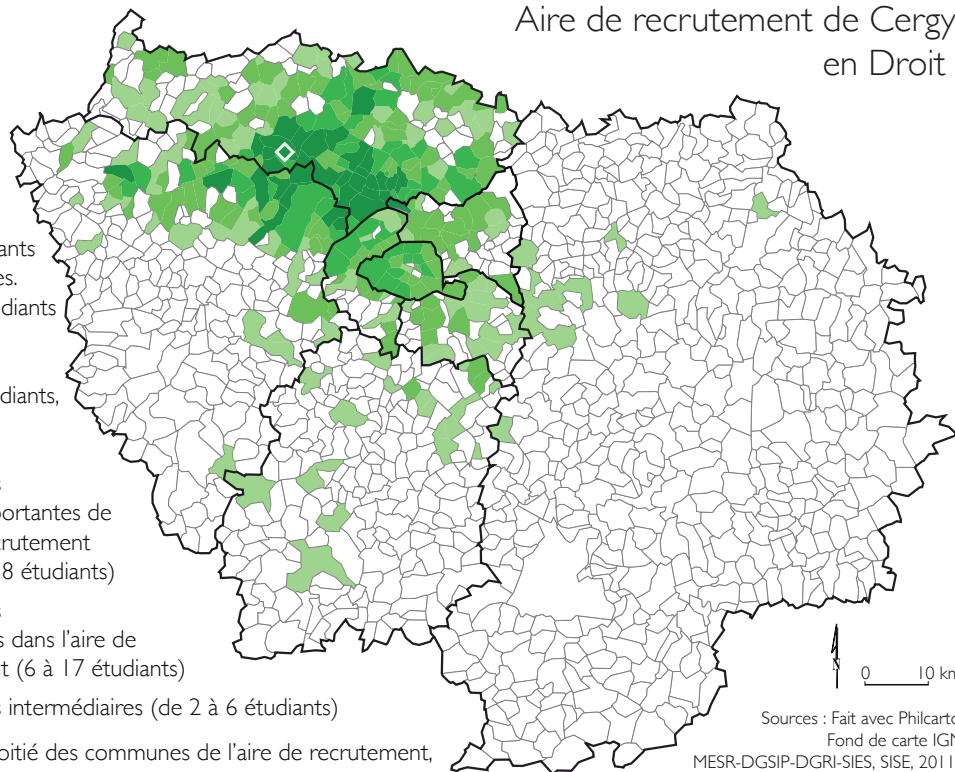 Aire de recrutement de Cergy
en Droit
es.
diants
diants,
portantes de
recrutement
8 étudiants)
s dans l'aire de
t (6 à 17 étudiants)
s intermédiaires (de 2 à 6 étudiants)
oitié des communes de l'aire de recrutement,
N
0 10 km
Sources : Fait avec Philcarto
Fond de carte IGN
MESR-DGSIP-DGRI-SIES, SISE, 2011